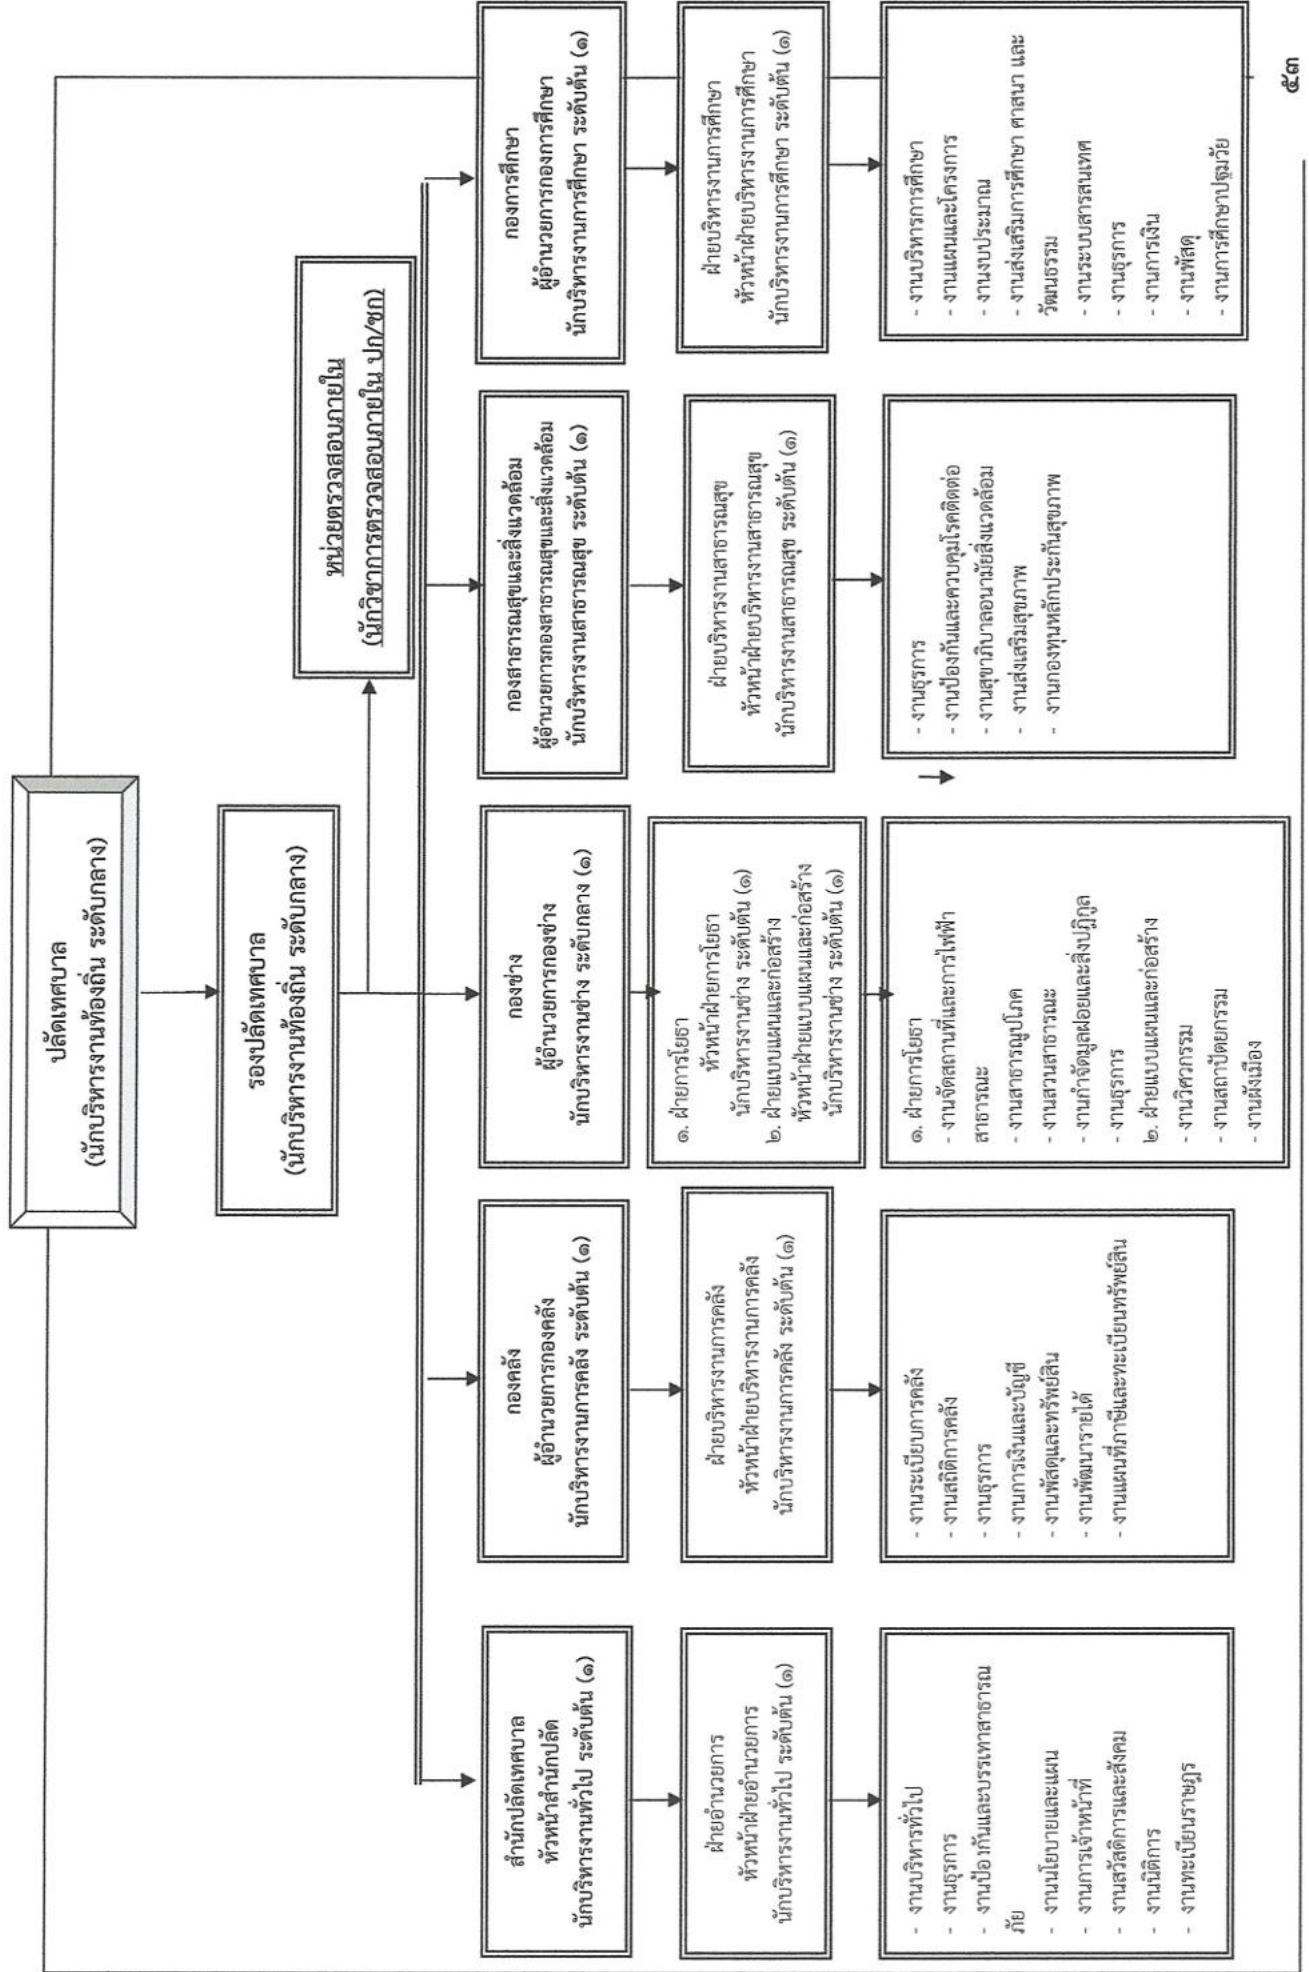 ปลัดเทศบาล
(นักบริหารงานท้องถิ่น ระดับกลาง)
รองปลัดเทศบาล
(นักบริหารงานท้องถิ่น ระดับกลาง)
หน่วยตรวจสอบภายใน
(นักวิชาการตรวจสอบภายใน ปก/ชก)
สำนักปลัดเทศบาล
หัวหน้าสำนักปลัด
นักบริหารงานทั่วไป ระดับต้น (๑)
ฝ่ายอำนวยการ
หัวหน้าฝ่ายอำนวยการ
นักบริหารงานทั่วไป ระดับต้น (๑)
- งานบริหารทั่วไป
- งานธุรการ
- งานป้องกันและบรรเทาสาธารณ
ภัย
- งานนโยบายและแผน
- งานการเจ้าหน้าที่
- งานสวัสดิการและสังคม
- งานนิติการ
- งานทะเบียนราษฎร
กองคลัง
ผู้อำนวยการกองคลัง
นักบริหารงานการคลัง ระดับต้น (๑)
ฝ่ายบริหารงานการคลัง
หัวหน้าฝ่ายบริหารงานการคลัง
นักบริหารงานการคลัง ระดับต้น (๑)
- งานระเบียบการคลัง
- งานสถิติการคลัง
- งานธุรการ
- งานการเงินและบัญชี
- งานพัสดุและทรัพย์สิน
- งานพัฒนารายได้
- งานแผนที่ภาษีและทะเบียนทรัพย์สิน
กองช่าง
ผู้อำนวยการกองช่าง
นักบริหารงานช่าง ระดับกลาง (๑)
๑. ฝ่ายการโยธา
หัวหน้าฝ่ายการโยธา
นักบริหารงานช่าง ระดับต้น (๑)
๒. ฝ่ายแบบแผนและก่อสร้าง
หัวหน้าฝ่ายแบบแผนและก่อสร้าง
นักบริหารงานช่าง ระดับต้น (๑)
๑. ฝ่ายการโยธา
- งานจัดสถานที่และการไฟฟ้า
สาธารณะ
- งานสาธารณูปโภค
- งานสวนสาธารณะ
- งานกำจัดมูลฝอยและสิ่งปฏิกูล
- งานธุรการ
๒. ฝ่ายแบบแผนและก่อสร้าง
- งานวิศวกรรม
- งานสถาปัตยกรรม
- งานผังเมือง
กองสาธารณสุขและสิ่งแวดล้อม
ผู้อำนวยการกองสาธารณสุขและสิ่งแวดล้อม
นักบริหารงานสาธารณสุข ระดับต้น (๑)
ฝ่ายบริหารงานสาธารณสุข
หัวหน้าฝ่ายบริหารงานสาธารณสุข
นักบริหารงานสาธารณสุข ระดับต้น (๑)
- งานธุรการ
- งานป้องกันและควบคุมโรคติดต่อ
- งานสุขาภิบาลอนามัยสิ่งแวดล้อม
- งานส่งเสริมสุขภาพ
- งานกองทุนหลักประกันสุขภาพ
กองการศึกษา
ผู้อำนวยการกองการศึกษา
นักบริหารงานการศึกษา ระดับต้น (๑)
ฝ่ายบริหารงานการศึกษา
หัวหน้าฝ่ายบริหารงานการศึกษา
นักบริหารงานการศึกษา ระดับต้น (๑)
- งานบริหารการศึกษา
- งานแผนและโครงการ
- งานงบประมาณ
- งานส่งเสริมการศึกษา ศาสนา และ
วัฒนธรรม
- งานระบบสารสนเทศ
- งานธุรการ
- งานการเงิน
- งานพัสดุ
- งานการศึกษาปฐมวัย
๕๓